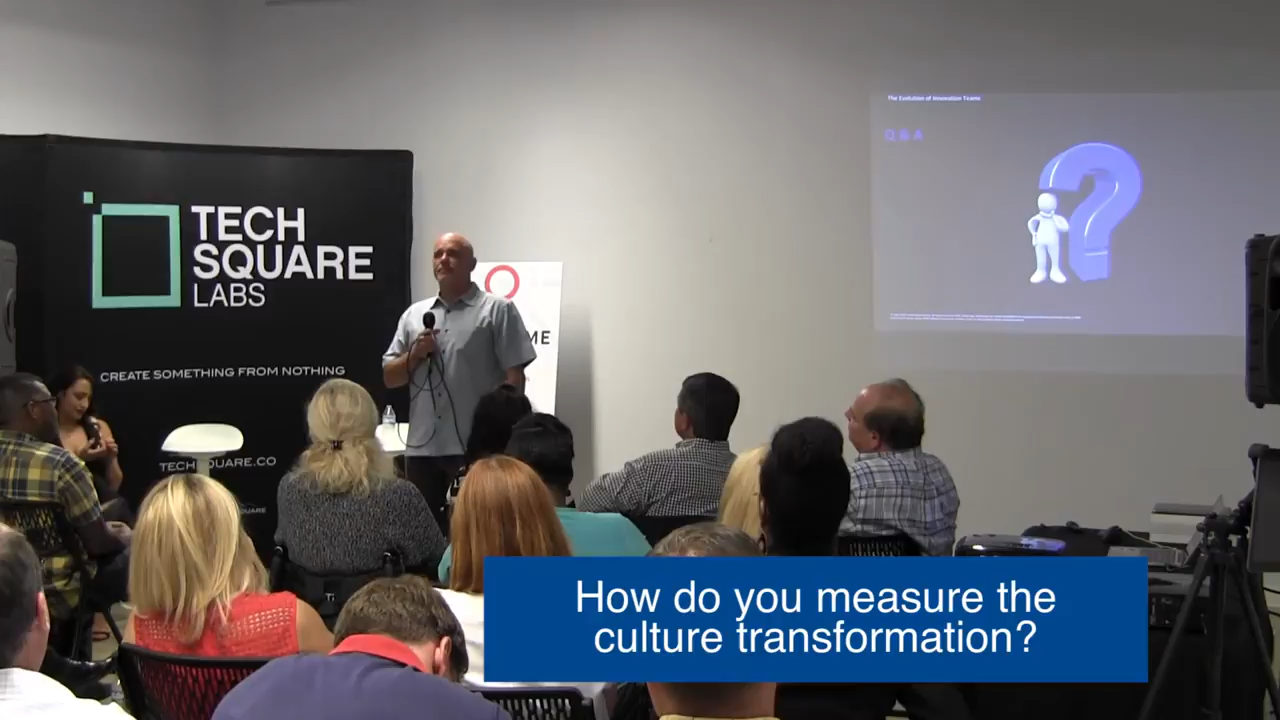 The Evolution of Innovation Teams
Q & A
TECH
SQUARE
LABS
ME
CREATE SOMETHING FROM NOTHING
TECHSQUARE.CO
How do you measure the
culture transformation?